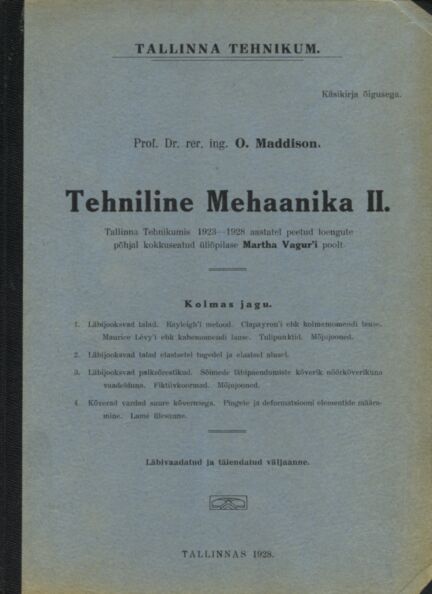 TALLINNA TEHNIKUM.
Käsikirja õigusega.
Prof. Dr. rer. ing. O. Maddison.
Tehniline Mehaanika II.
Tallinna Tehnikumis 1923—1928 aastatel peetud loengute
põhjal kokkuseatud üliõpilase Martha Vagur'i poolt.
Kolmas jagu.
1. Läbijooksvad talad. Rayleigh'i metood. Clapayron'i ehk kolmemomendi lause.
Maurice Lévy'i ehk kahemomendi lause. Tulipunktid. Mõjujooned.
2. Läbijooksvad talad elastsetel tugedel ja elastsel alusel.
3. Läbijooksvad palksõrestikud. Sõlmede läbipaendumiste kõverik nöörkõverikuna
vaadelduna. Fiktiivkoormad. Mõjujooned.
4. Kõverad vardad suure kõverusega. Pingete ja deformatsiooni elementide määra-
mine. Lamé ülesanne.
Läbivaadatud ja täiendatud väljaanne.
TALLINNAS 1928.